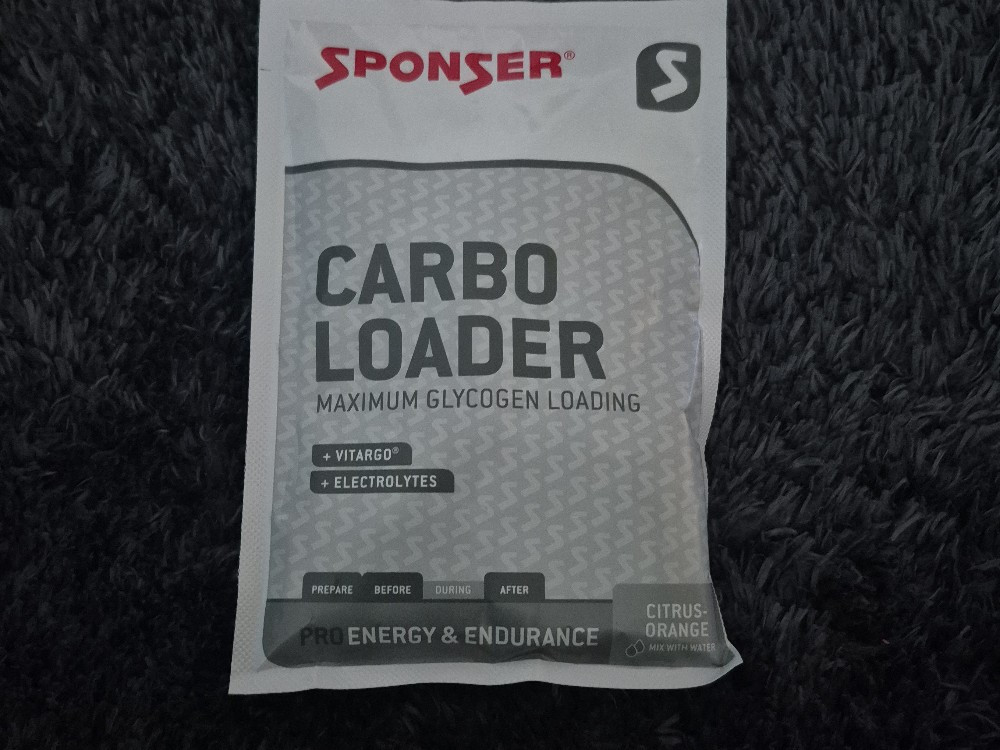 SPONSER®
CARBO
LOADER
MAXIMUM GLYCOGEN LOADING
+ VITARGO®
+ ELECTROLYTES
PREPARE BEFORE DURING AFTER
PRO ENERGY & ENDURANCE
CITRUS-
ORANGE
MIX WITH WATER